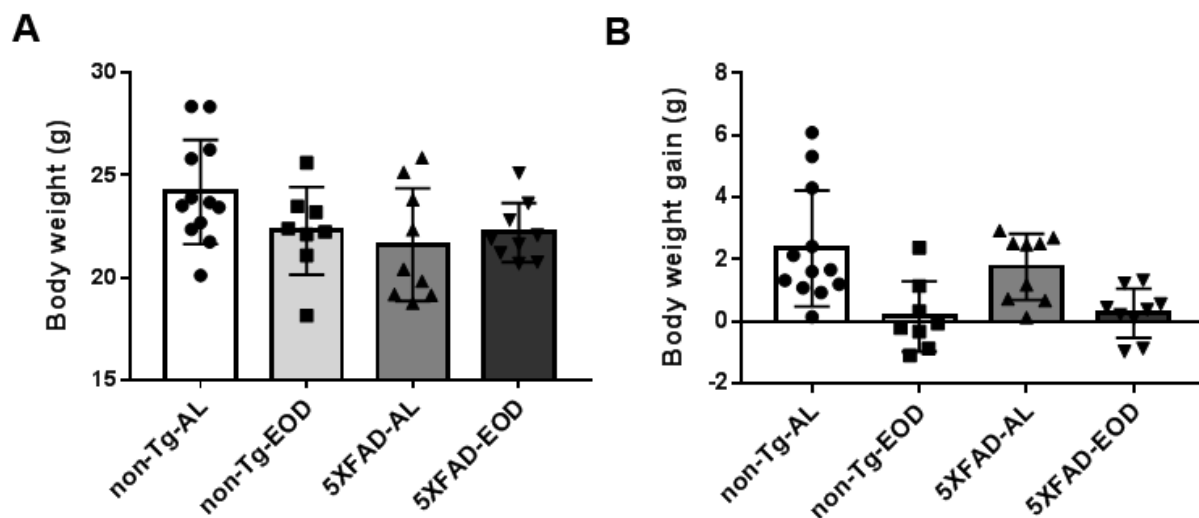 A
Body weight (g)
30
25
20
15
non-Tg-AL
non-Tg-EOD
5XFAD-AL
5XFAD-EOD
B
Body weight gain (g)
8
6
4
2
0
-2
non-Tg-AL
non-Tg-EOD
5XFAD-AL
5XFAD-EOD